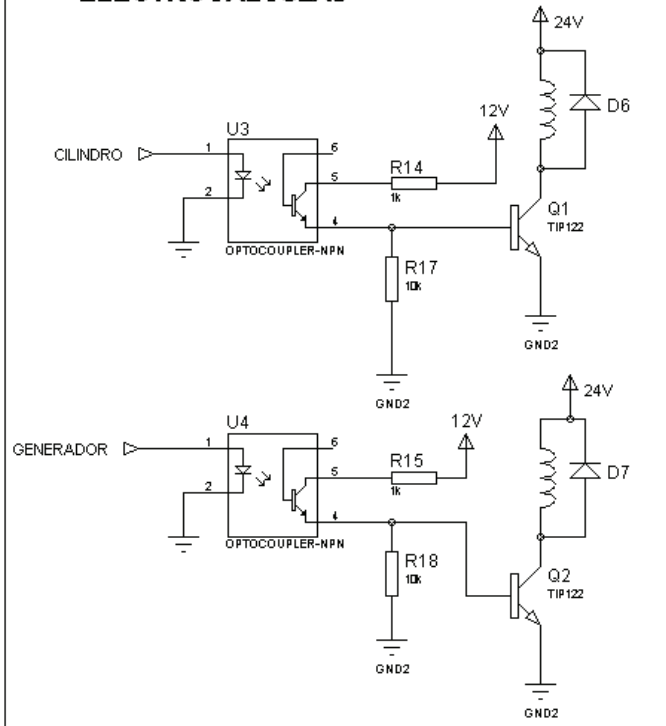 24V
12V
D6
U3
CILINDRO
1
6
R14
5
1k
2
4
Q1
TIP122
OPTOCOUPLER-NPN
R17
10k
GND2
GND2
24V
12V
U4
GENERADOR
1
6
R15
5
1k
D7
2
4
OPTOCOUPLER-NPN
R18
10k
Q2
TIP122
GND2
GND2